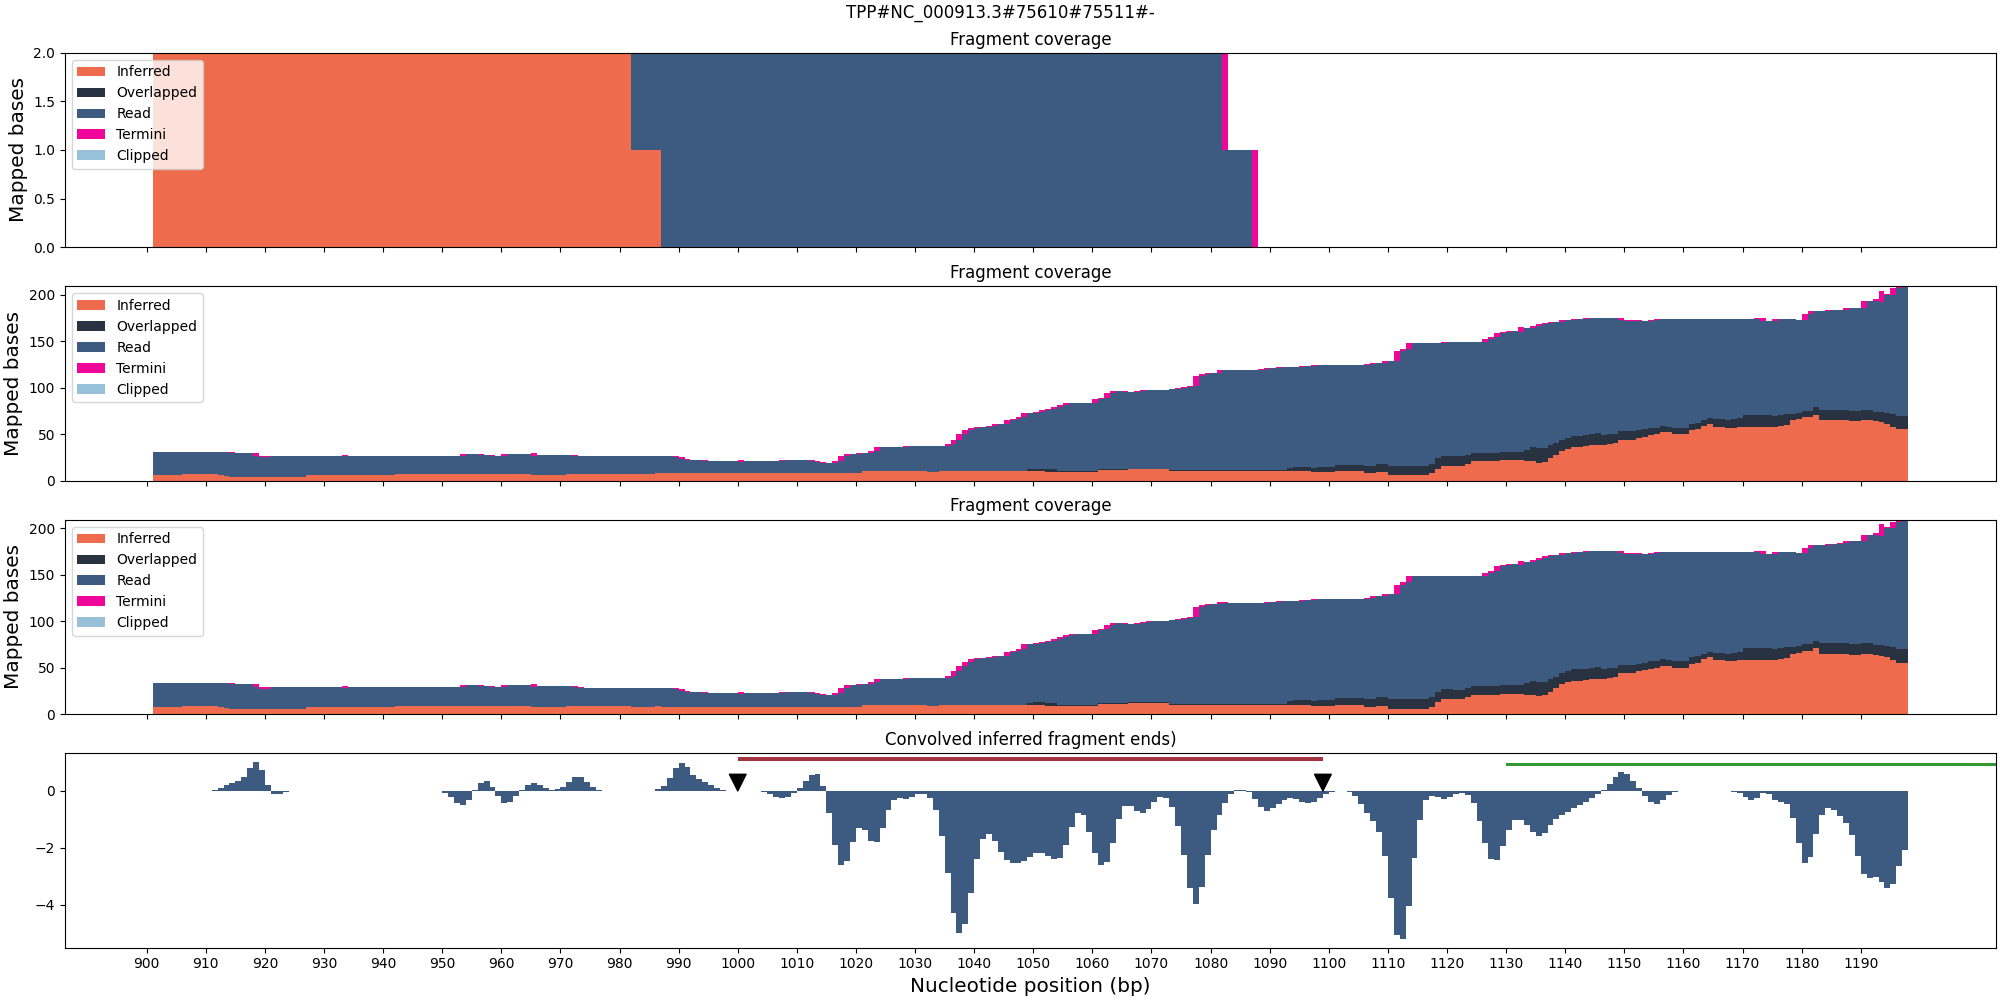 TPP#NC_000913.3#75610#75511#-
Fragment coverage
Mapped bases
2.0
1.5
1.0
0.5
0.0
Inferred
Overlapped
Read
Termini
Clipped
Fragment coverage
Mapped bases
200
150
100
50
0
Inferred
Overlapped
Read
Termini
Clipped
Fragment coverage
Mapped bases
200
150
100
50
0
Inferred
Overlapped
Read
Termini
Clipped
Convolved inferred fragment ends)
0
−2
−4
900 910 920 930 940 950 960 970 980 990 1000 1010 1020 1030 1040 1050 1060 1070 1080 1090 1100 1110 1120 1130 1140 1150 1160 1170 1180 1190
Nucleotide position (bp)